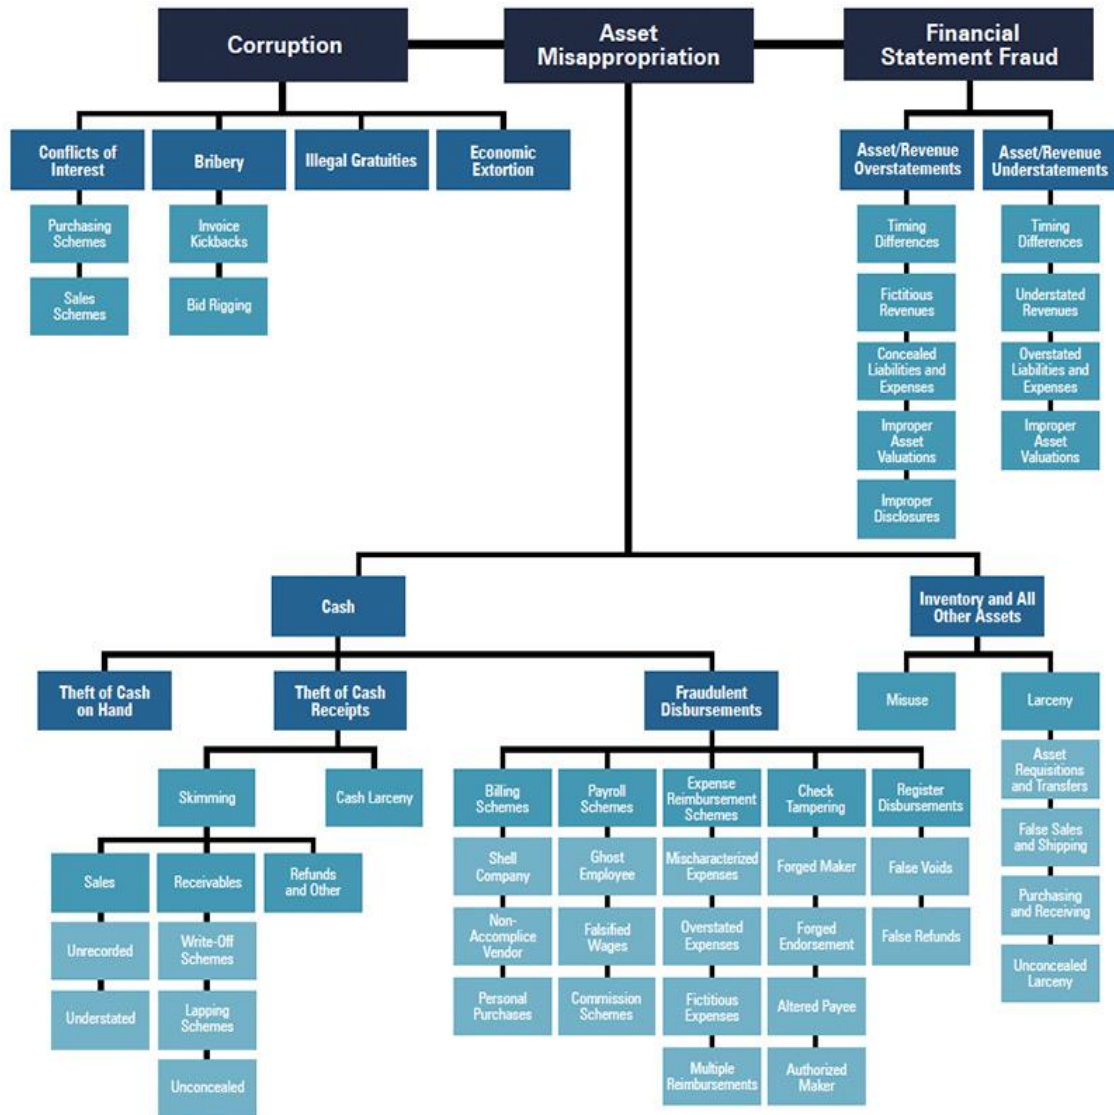 Corruption
Asset
Misappropriation
Financial
Statement Fraud
Conflicts of
Interest
Bribery
Illegal Gratuities
Economic
Extortion
Asset/Revenue
Overstatements
Asset/Revenue
Understatements
Purchasing
Schemes
Invoice
Kickbacks
Timing
Differences
Timing
Differences
Sales
Schemes
Bid Rigging
Fictitious
Revenues
Understated
Revenues
Concealed
Liabilities and
Expenses
Overstated
Liabilities and
Expenses
Improper
Asset
Valuations
Improper
Asset
Valuations
Improper
Disclosures
Cash
Inventory and All
Other Assets
Theft of Cash
on Hand
Theft of Cash
Receipts
Fraudulent
Disbursements
Misuse
Larceny
Skimming
Cash Larceny
Billing
Schemes
Payroll
Schemes
Expense
Reimbursement
Schemes
Check
Tampering
Register
Disbursements
Asset
Requisitions
and Transfers
Sales
Receivables
Refunds
and Other
Shell
Company
Ghost
Employee
Mischaracterized
Expenses
Forged Maker
False Voids
False Sales
and Shipping
Unrecorded
Write-Off
Schemes
Non-
Accomplice
Vendor
Falsified
Wages
Overstated
Expenses
Forged
Endorsement
False Refunds
Purchasing
and Receiving
Understated
Lapping
Schemes
Personal
Purchases
Commission
Schemes
Fictitious
Expenses
Altered Payee
Unconcealed
Larceny
Unconcealed
Multiple
Reimbursements
Authorized
Maker